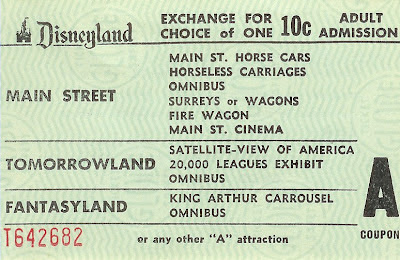 Disneyland
EXCHANGE FOR
CHOICE of ONE
10c
ADULT
ADMISSION
MAIN STREET
MAIN ST. HORSE CARS
HORSELESS CARRIAGES
OMNIBUS
SURREYS or WAGONS
FIRE WAGON
MAIN ST. CINEMA
TOMORROWLAND
SATELLITE-VIEW OF AMERICA
20,000 LEAGUES EXHIBIT
OMNIBUS
FANTASYLAND
KING ARTHUR CARROUSEL
OMNIBUS
A
COUPON
T642682
or any other "A" attraction